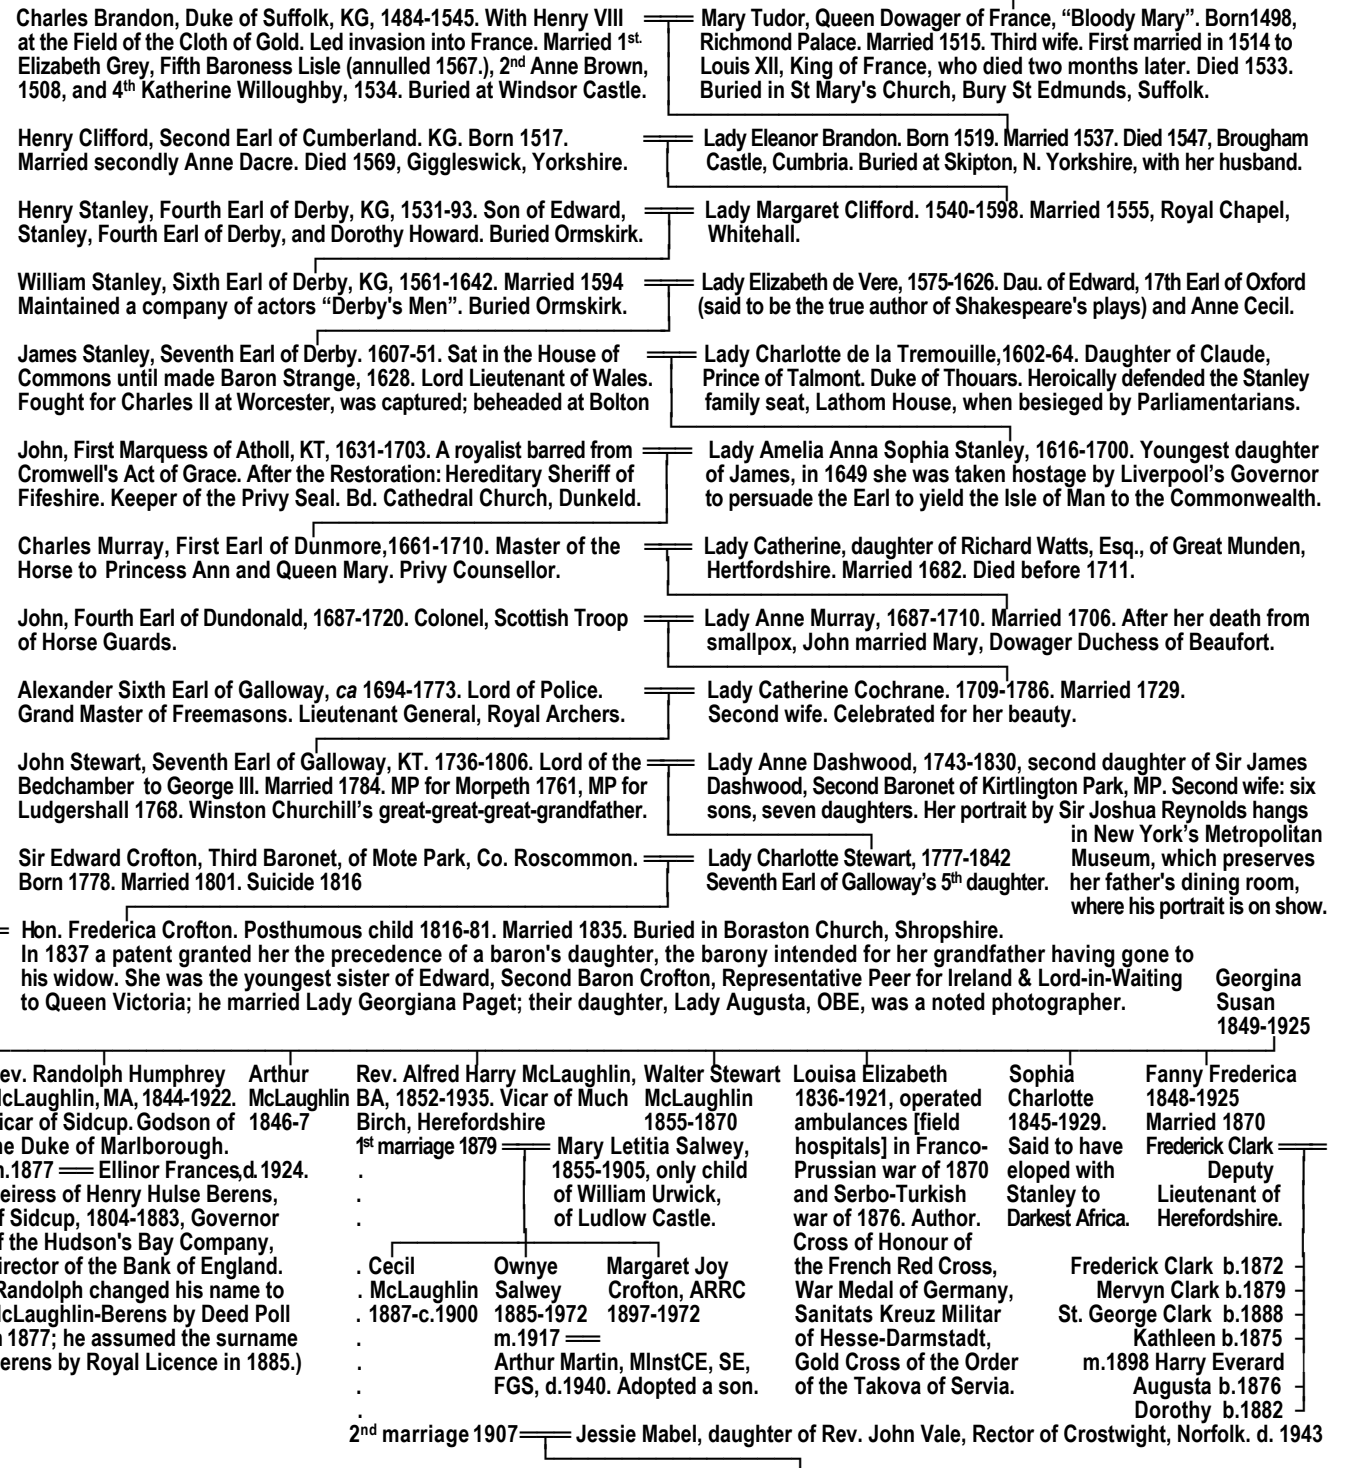 Charles Brandon, Duke of Suffolk, KG, 1484-1545. With Henry VIII
at the Field of the Cloth of Gold. Led invasion into France. Married 1st.
Elizabeth Grey, Fifth Baroness Lisle (annulled 1567.), 2nd Anne Brown,
1508, and 4th Katherine Willoughby, 1534. Buried at Windsor Castle.
Mary Tudor, Queen Dowager of France, “Bloody Mary”. Born1498,
Richmond Palace. Married 1515. Third wife. First married in 1514 to
Louis XII, King of France, who died two months later. Died 1533.
Buried in St Mary's Church, Bury St Edmunds, Suffolk.
Henry Clifford, Second Earl of Cumberland. KG. Born 1517.
Married secondly Anne Dacre. Died 1569, Giggleswick, Yorkshire.
Lady Eleanor Brandon. Born 1519. Married 1537. Died 1547, Brougham
Castle, Cumbria. Buried at Skipton, N. Yorkshire, with her husband.
Henry Stanley, Fourth Earl of Derby, KG, 1531-93. Son of Edward,
Stanley, Fourth Earl of Derby, and Dorothy Howard. Buried Ormskirk.
Lady Margaret Clifford. 1540-1598. Married 1555, Royal Chapel,
Whitehall.
William Stanley, Sixth Earl of Derby, KG, 1561-1642. Married 1594
Maintained a company of actors “Derby's Men”. Buried Ormskirk.
Lady Elizabeth de Vere, 1575-1626. Dau. of Edward, 17th Earl of Oxford
(said to be the true author of Shakespeare's plays) and Anne Cecil.
James Stanley, Seventh Earl of Derby. 1607-51. Sat in the House of
Commons until made Baron Strange, 1628. Lord Lieutenant of Wales.
Fought for Charles II at Worcester, was captured; beheaded at Bolton
Lady Charlotte de la Tremouille,1602-64. Daughter of Claude,
Prince of Talmont. Duke of Thouars. Heroically defended the Stanley
family seat, Lathom House, when besieged by Parliamentarians.
John, First Marquess of Atholl, KT, 1631-1703. A royalist barred from
Cromwell's Act of Grace. After the Restoration: Hereditary Sheriff of
Fifeshire. Keeper of the Privy Seal. Bd. Cathedral Church, Dunkeld.
Lady Amelia Anna Sophia Stanley, 1616-1700. Youngest daughter
of James, in 1649 she was taken hostage by Liverpool’s Governor
to persuade the Earl to yield the Isle of Man to the Commonwealth.
Charles Murray, First Earl of Dunmore,1661-1710. Master of the
Horse to Princess Ann and Queen Mary. Privy Counsellor.
Lady Catherine, daughter of Richard Watts, Esq., of Great Munden,
Hertfordshire. Married 1682. Died before 1711.
John, Fourth Earl of Dundonald, 1687-1720. Colonel, Scottish Troop
of Horse Guards.
Lady Anne Murray, 1687-1710. Married 1706. After her death from
smallpox, John married Mary, Dowager Duchess of Beaufort.
Alexander Sixth Earl of Galloway, ca 1694-1773. Lord of Police.
Grand Master of Freemasons. Lieutenant General, Royal Archers.
Lady Catherine Cochrane. 1709-1786. Married 1729.
Second wife. Celebrated for her beauty.
John Stewart, Seventh Earl of Galloway, KT. 1736-1806. Lord of the
Bedchamber to George III. Married 1784. MP for Morpeth 1761, MP for
Ludgershall 1768. Winston Churchill’s great-great-great-grandfather.
Lady Anne Dashwood, 1743-1830, second daughter of Sir James
Dashwood, Second Baronet of Kirtlington Park, MP. Second wife: six
sons, seven daughters. Her portrait by Sir Joshua Reynolds hangs
in New York’s Metropolitan
Museum, which preserves
her father's dining room,
where his portrait is on show.
Sir Edward Crofton, Third Baronet, of Mote Park, Co. Roscommon.
Born 1778. Married 1801. Suicide 1816
Lady Charlotte Stewart, 1777-1842
Seventh Earl of Galloway’s 5th daughter.
= Hon. Frederica Crofton. Posthumous child 1816-81. Married 1835. Buried in Boraston Church, Shropshire.
In 1837 a patent granted her the precedence of a baron's daughter, the barony intended for her grandfather having gone to
his widow. She was the youngest sister of Edward, Second Baron Crofton, Representative Peer for Ireland & Lord-in-Waiting
to Queen Victoria; he married Lady Georgiana Paget; their daughter, Lady Augusta, OBE, was a noted photographer.
Georgina
Susan
1849-1925
ev. Randolph Humphrey
cLaughlin, MA, 1844-1922.
icar of Sidcup. Godson of
he Duke of Marlborough.
n.1877 Ellinor Frances,d.1924.
eiress of Henry Hulse Berens,
f Sidcup, 1804-1883, Governor
f the Hudson's Bay Company,
irector of the Bank of England.
Randolph changed his name to
cLaughlin-Berens by Deed Poll
n 1877; he assumed the surname
erens by Royal Licence in 1885.)
Arthur
McLaughlin
1846-7
Rev. Alfred Harry McLaughlin,
BA, 1852-1935. Vicar of Much
Birch, Herefordshire
1st marriage 1879
Mary Letitia Salwey,
1855-1905, only child
of William Urwick,
of Ludlow Castle.
Walter Stewart
McLaughlin
1855-1870
. Cecil
. McLaughlin
. 1887-c.1900
Ownye
Salwey
1885-1972
m.1917
Arthur Martin, MInstCE, SE,
FGS, d.1940. Adopted a son.
Margaret Joy
Crofton, ARRC
1897-1972
Louisa Elizabeth
1836-1921, operated
ambulances [field
hospitals] in Franco-
Prussian war of 1870
and Serbo-Turkish
war of 1876. Author.
Cross of Honour of
the French Red Cross,
War Medal of Germany,
Sanitats Kreuz Militar
of Hesse-Darmstadt,
Gold Cross of the Order
of the Takova of Servia.
Sophia
Charlotte
1845-1929.
Said to have
eloped with
Stanley to
Darkest Africa.
Fanny Frederica
1848-1925
Married 1870
Frederick Clark
Deputy
Lieutenant of
Herefordshire.
Frederick Clark b.1872
Mervyn Clark b.1879
St. George Clark b.1888
Kathleen b.1875
m.1898 Harry Everard
Augusta b.1876
Dorothy b.1882
2nd marriage 1907
Jessie Mabel, daughter of Rev. John Vale, Rector of Crostwight, Norfolk. d. 1943